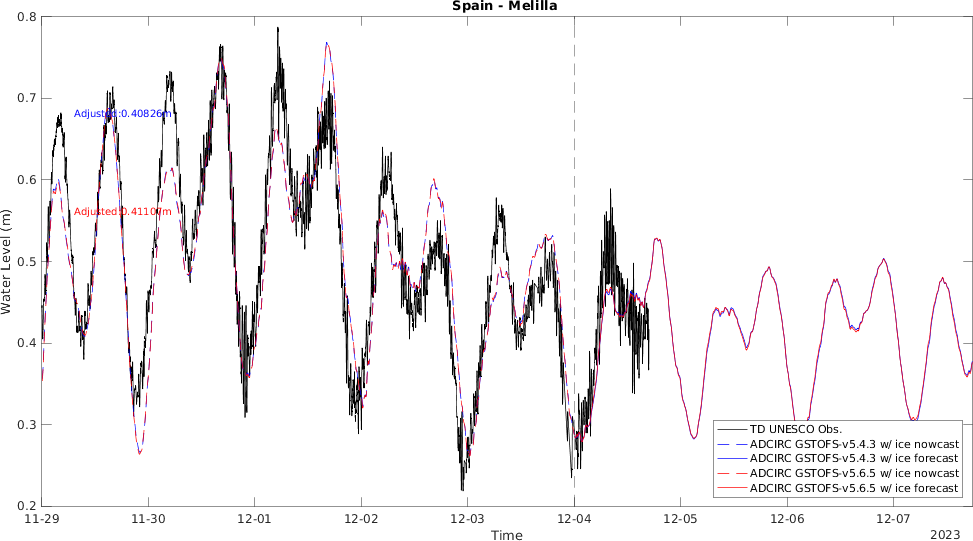 Spain - Melilla
0.8
0.7
0.6
0.5
0.4
0.3
0.2
Water Level (m)
Adjusted:0.40826m
Adjusted:0.41107m
TD UNESCO Obs.
ADCIRC GSTOFS-v5.4.3 w/ ice nowcast
ADCIRC GSTOFS-v5.4.3 w/ ice forecast
ADCIRC GSTOFS-v5.6.5 w/ ice nowcast
ADCIRC GSTOFS-v5.6.5 w/ ice forecast
11-29 11-30 12-01 12-02 12-03 12-04 12-05 12-06 12-07
Time
2023